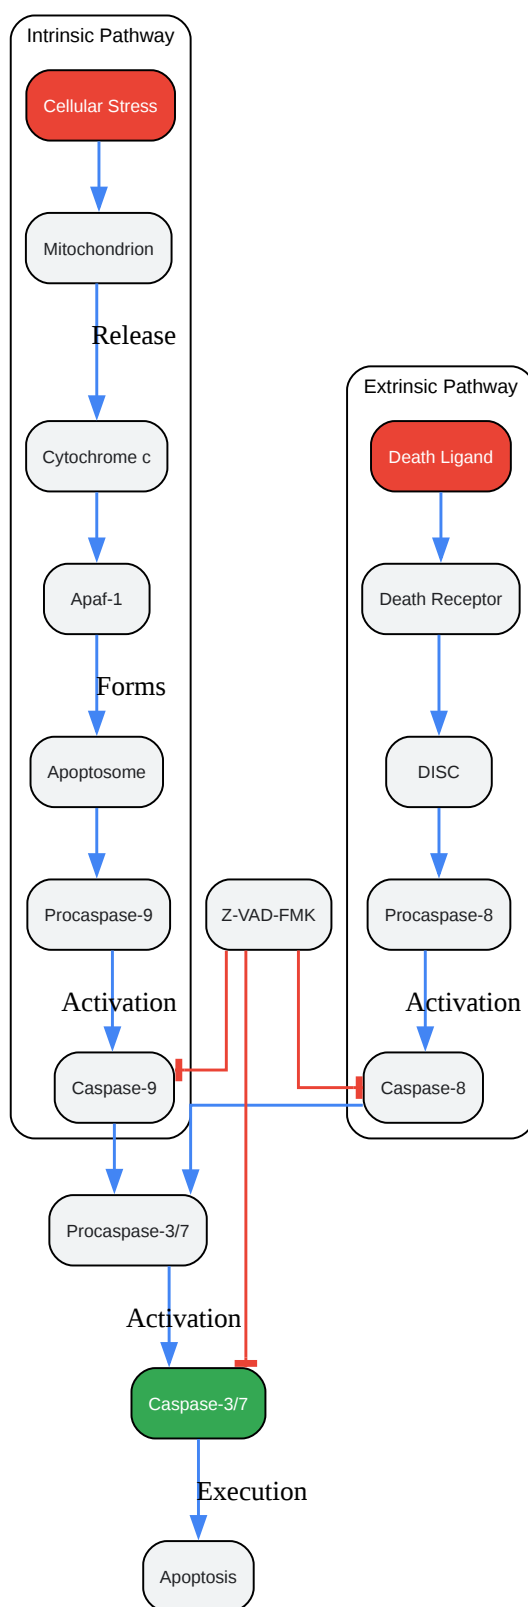 Intrinsic Pathway
Cellular Stress
Mitochondrion
Release
Cytochrome c
Apaf-1
Forms
Apoptosome
Procaspase-9
Activation
Caspase-9
Extrinsic Pathway
Death Ligand
Death Receptor
DISC
Procaspase-8
Activation
Caspase-8
Z-VAD-FMK
Procaspase-3/7
Activation
Caspase-3/7
Execution
Apoptosis